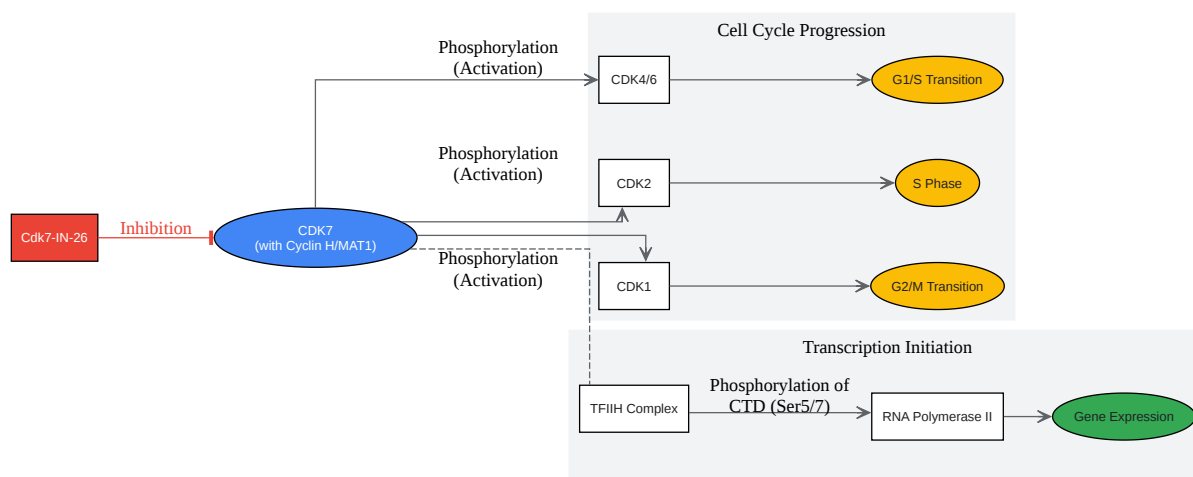 Cell Cycle Progression
Phosphorylation
(Activation)
CDK4/6
G1/S Transition
Phosphorylation
(Activation)
CDK2
S Phase
Cdk7-IN-26
Inhibition
CDK7
(with Cyclin H/MAT1)
Phosphorylation
(Activation)
CDK1
G2/M Transition
Transcription Initiation
TFIIH Complex
Phosphorylation of
CTD (Ser5/7)
RNA Polymerase II
Gene Expression